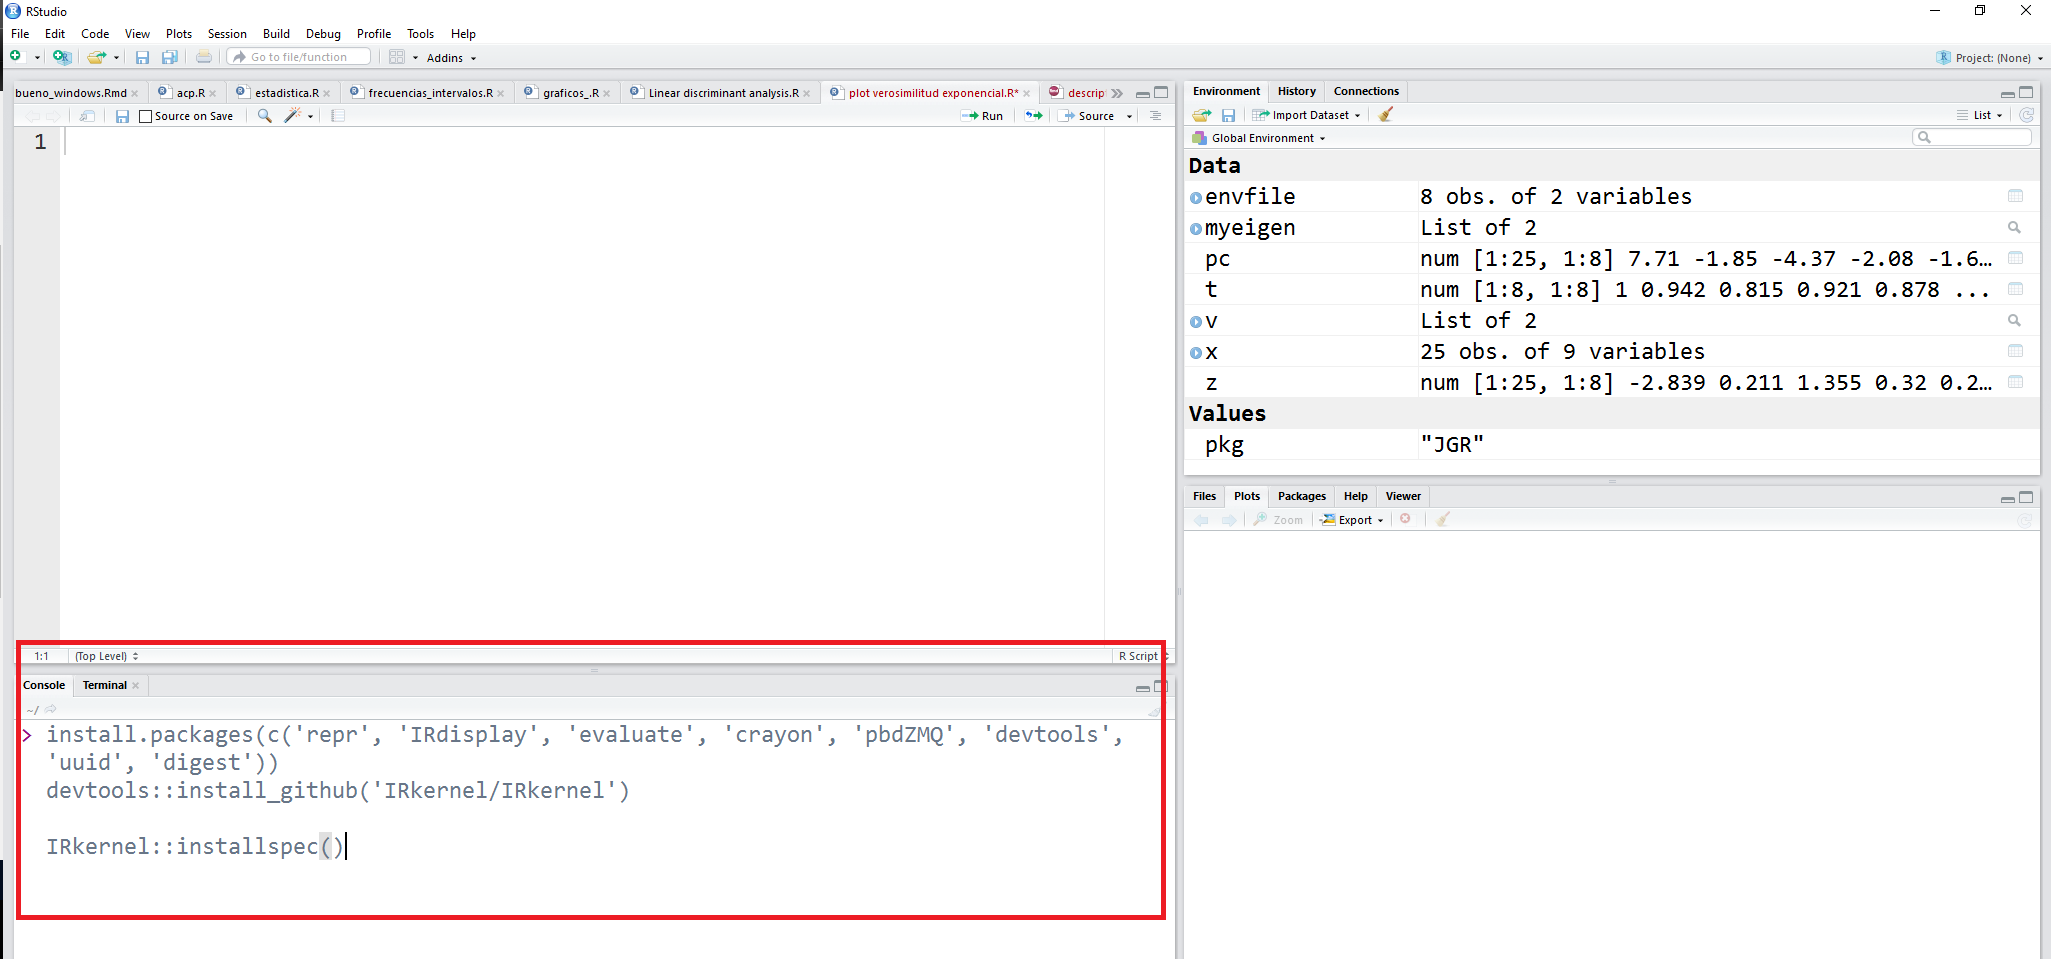 RStudio
File Edit Code View Plots Session Build Debug Profile Tools Help
Go to file/function Addins Project: (None)
bueno_windows.Rmd acp.R estadistica.R frecuencias_intervalos.R graficos_.R Linear discriminant analysis.R plot verosimilitud exponencial.R* descrip
Source on Save Run Source
1
1:1 (Top Level) R Script
Console Terminal
~/
> install.packages(c('repr', 'IRdisplay', 'evaluate', 'crayon', 'pbdZMQ', 'devtools',
'uuid', 'digest'))
devtools::install_github('IRkernel/IRkernel')
IRkernel::installspec()
Environment History Connections
Import Dataset List
Global Environment
Data
envfile 8 obs. of 2 variables
myeigen List of 2
pc num [1:25, 1:8] 7.71 -1.85 -4.37 -2.08 -1.6…
t num [1:8, 1:8] 1 0.942 0.815 0.921 0.878 ...
v List of 2
x 25 obs. of 9 variables
z num [1:25, 1:8] -2.839 0.211 1.355 0.32 0.2…
Values
pkg "JGR"
Files Plots Packages Help Viewer
Zoom Export